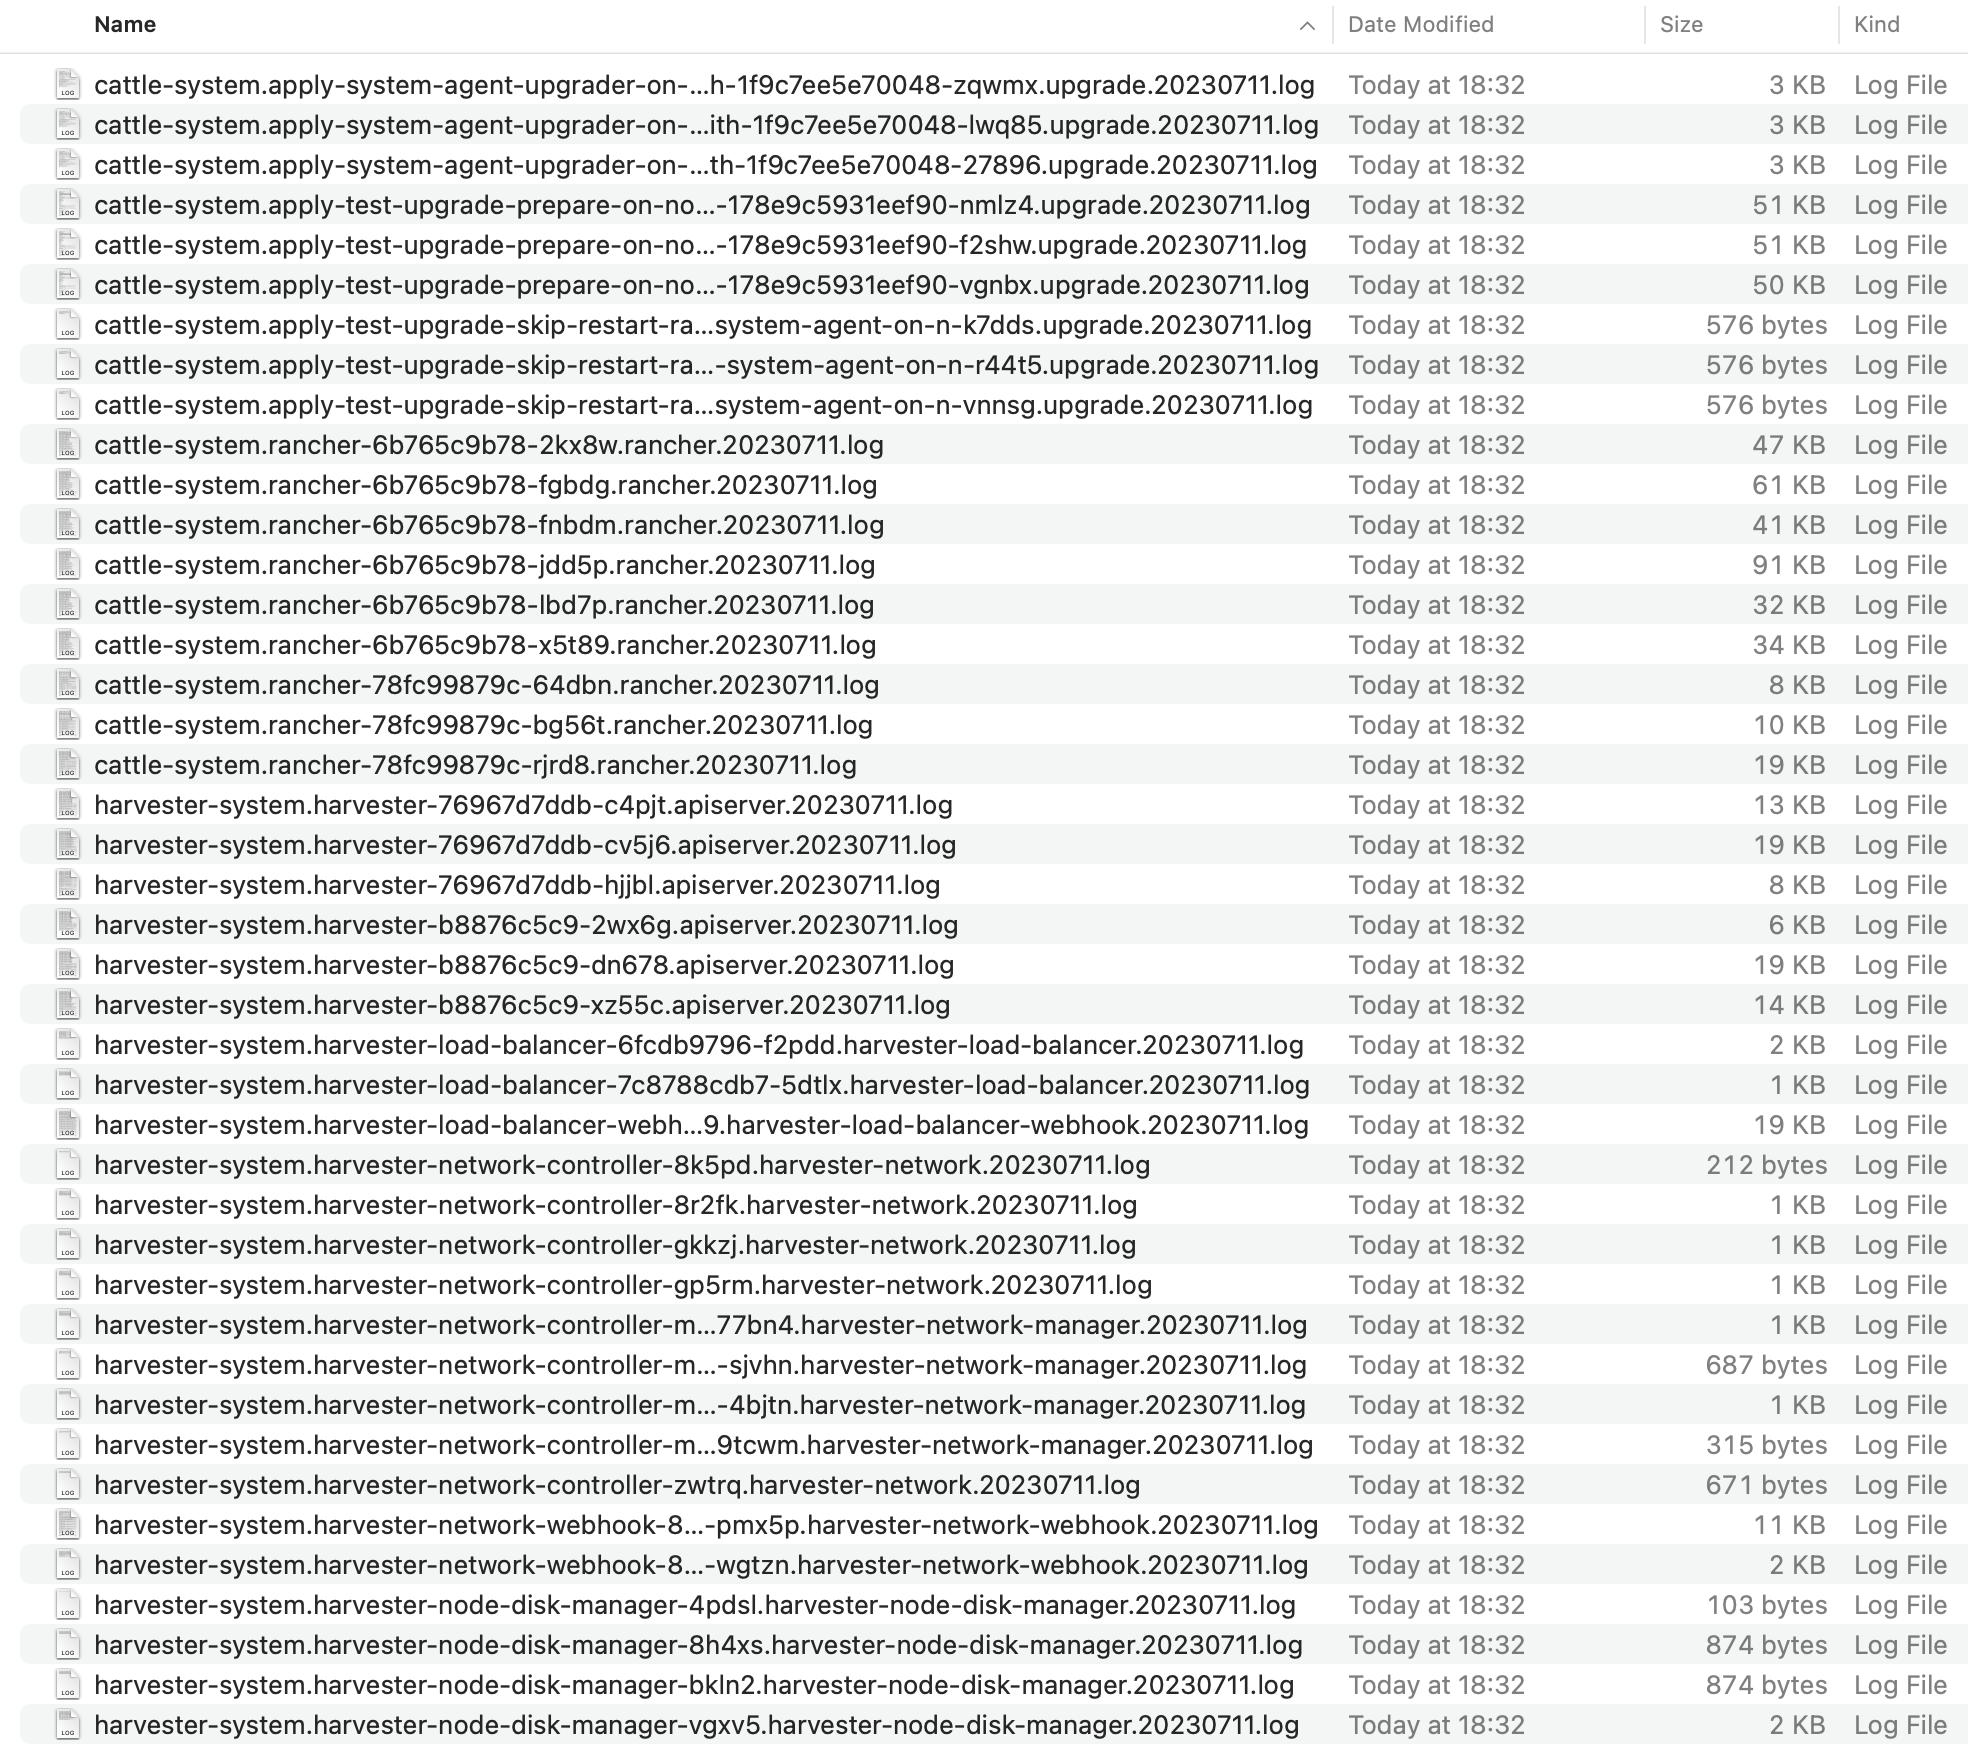 Name Date Modified Size Kind
cattle-system.apply-system-agent-upgrader-on-...h-1f9c7ee5e70048-zqwmx.upgrade.20230711.log Today at 18:32 3 KB Log File
cattle-system.apply-system-agent-upgrader-on-...ith-1f9c7ee5e70048-lwq85.upgrade.20230711.log Today at 18:32 3 KB Log File
cattle-system.apply-system-agent-upgrader-on-...th-1f9c7ee5e70048-27896.upgrade.20230711.log Today at 18:32 3 KB Log File
cattle-system.apply-test-upgrade-prepare-on-no...-178e9c5931eef90-nmlz4.upgrade.20230711.log Today at 18:32 51 KB Log File
cattle-system.apply-test-upgrade-prepare-on-no...-178e9c5931eef90-f2shw.upgrade.20230711.log Today at 18:32 51 KB Log File
cattle-system.apply-test-upgrade-prepare-on-no...-178e9c5931eef90-vgnbx.upgrade.20230711.log Today at 18:32 50 KB Log File
cattle-system.apply-test-upgrade-skip-restart-ra...system-agent-on-n-k7dds.upgrade.20230711.log Today at 18:32 576 bytes Log File
cattle-system.apply-test-upgrade-skip-restart-ra...-system-agent-on-n-r44t5.upgrade.20230711.log Today at 18:32 576 bytes Log File
cattle-system.apply-test-upgrade-skip-restart-ra...system-agent-on-n-vnnsg.upgrade.20230711.log Today at 18:32 576 bytes Log File
cattle-system.rancher-6b765c9b78-2kx8w.rancher.20230711.log Today at 18:32 47 KB Log File
cattle-system.rancher-6b765c9b78-fgbdg.rancher.20230711.log Today at 18:32 61 KB Log File
cattle-system.rancher-6b765c9b78-fnbdm.rancher.20230711.log Today at 18:32 41 KB Log File
cattle-system.rancher-6b765c9b78-jdd5p.rancher.20230711.log Today at 18:32 91 KB Log File
cattle-system.rancher-6b765c9b78-lbd7p.rancher.20230711.log Today at 18:32 32 KB Log File
cattle-system.rancher-6b765c9b78-x5t89.rancher.20230711.log Today at 18:32 34 KB Log File
cattle-system.rancher-78fc99879c-64dbn.rancher.20230711.log Today at 18:32 8 KB Log File
cattle-system.rancher-78fc99879c-bg56t.rancher.20230711.log Today at 18:32 10 KB Log File
cattle-system.rancher-78fc99879c-rjrd8.rancher.20230711.log Today at 18:32 19 KB Log File
harvester-system.harvester-76967d7ddb-c4pjt.apiserver.20230711.log Today at 18:32 13 KB Log File
harvester-system.harvester-76967d7ddb-cv5j6.apiserver.20230711.log Today at 18:32 19 KB Log File
harvester-system.harvester-76967d7ddb-hjjbl.apiserver.20230711.log Today at 18:32 8 KB Log File
harvester-system.harvester-b8876c5c9-2wx6g.apiserver.20230711.log Today at 18:32 6 KB Log File
harvester-system.harvester-b8876c5c9-dn678.apiserver.20230711.log Today at 18:32 19 KB Log File
harvester-system.harvester-b8876c5c9-xz55c.apiserver.20230711.log Today at 18:32 14 KB Log File
harvester-system.harvester-load-balancer-6fcdb9796-f2pdd.harvester-load-balancer.20230711.log Today at 18:32 2 KB Log File
harvester-system.harvester-load-balancer-7c8788cdb7-5dtlx.harvester-load-balancer.20230711.log Today at 18:32 1 KB Log File
harvester-system.harvester-load-balancer-webh...9.harvester-load-balancer-webhook.20230711.log Today at 18:32 19 KB Log File
harvester-system.harvester-network-controller-8k5pd.harvester-network.20230711.log Today at 18:32 212 bytes Log File
harvester-system.harvester-network-controller-8r2fk.harvester-network.20230711.log Today at 18:32 1 KB Log File
harvester-system.harvester-network-controller-gkkzj.harvester-network.20230711.log Today at 18:32 1 KB Log File
harvester-system.harvester-network-controller-gp5rm.harvester-network.20230711.log Today at 18:32 1 KB Log File
harvester-system.harvester-network-controller-m...77bn4.harvester-network-manager.20230711.log Today at 18:32 1 KB Log File
harvester-system.harvester-network-controller-m...-sjvhn.harvester-network-manager.20230711.log Today at 18:32 687 bytes Log File
harvester-system.harvester-network-controller-m...-4bjtn.harvester-network-manager.20230711.log Today at 18:32 1 KB Log File
harvester-system.harvester-network-controller-m...9tcwm.harvester-network-manager.20230711.log Today at 18:32 315 bytes Log File
harvester-system.harvester-network-controller-zwtrq.harvester-network.20230711.log Today at 18:32 671 bytes Log File
harvester-system.harvester-network-webhook-8...-pmx5p.harvester-network-webhook.20230711.log Today at 18:32 11 KB Log File
harvester-system.harvester-network-webhook-8...-wgtzn.harvester-network-webhook.20230711.log Today at 18:32 2 KB Log File
harvester-system.harvester-node-disk-manager-4pdsl.harvester-node-disk-manager.20230711.log Today at 18:32 103 bytes Log File
harvester-system.harvester-node-disk-manager-8h4xs.harvester-node-disk-manager.20230711.log Today at 18:32 874 bytes Log File
harvester-system.harvester-node-disk-manager-bkln2.harvester-node-disk-manager.20230711.log Today at 18:32 874 bytes Log File
harvester-system.harvester-node-disk-manager-vgxv5.harvester-node-disk-manager.20230711.log Today at 18:32 2 KB Log File